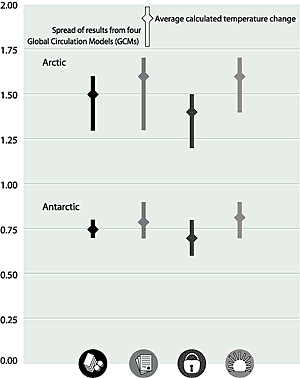 2.00
Average calculated temperature change
Spread of results from four
Global Circulation Models (GCMs)
1.75
Arctic
1.50
1.25
1.00
Antarctic
0.75
0.50
0.25
0.00